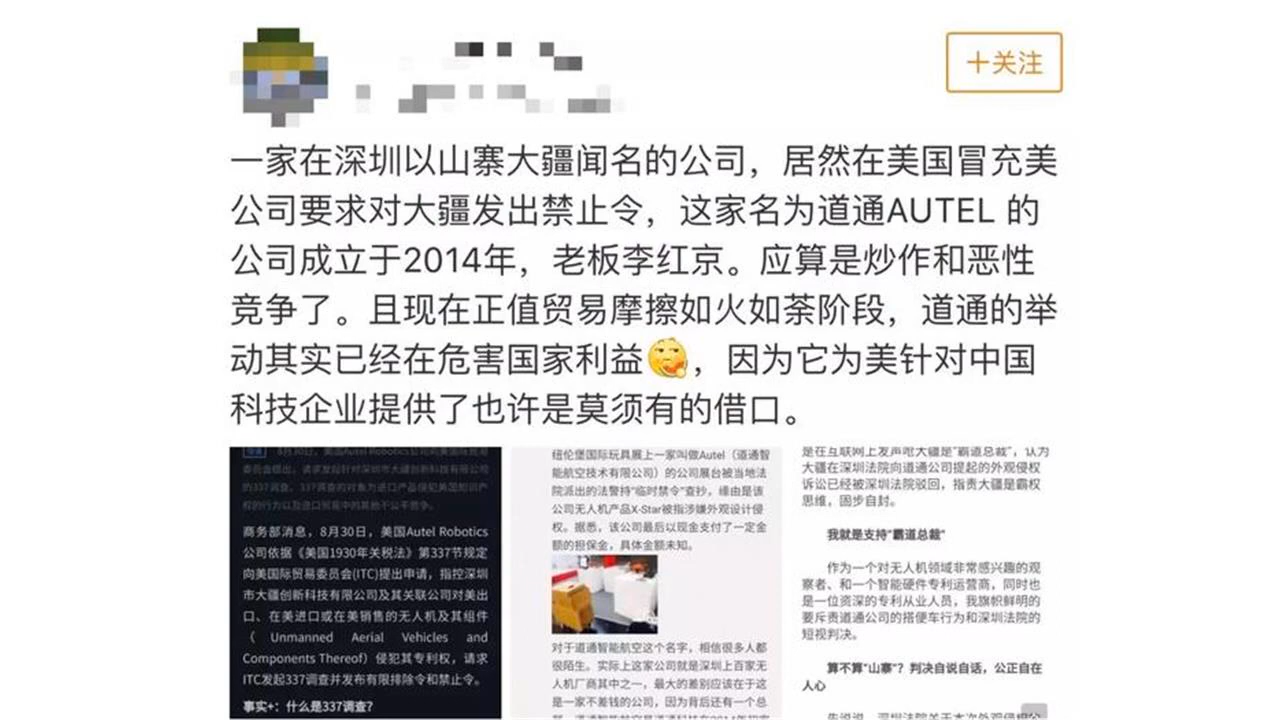 十关注
一家在深圳以山寨大疆闻名的公司，居然在美国冒充美
公司要求对大疆发出禁止令，这家名为道通AUTEL 的
公司成立于2014年，老板李红京。应算是炒作和恶性
竞争了。且现在正值贸易摩擦如火如荼阶段，道通的举
动其实已经在危害国家利益，因为它为美针对中国
科技企业提供了也许是莫须有的借口。
商务部消息，8月30日，美国Autel Robotics
公司依据《美国1930年关税法》第337节规定
向美国际贸易委员会(ITC)提出申请，指控深圳
市大疆创新科技有限公司及其关联公司对美出
口、在美进口或在美销售的无人机及其组件
（ Unmanned Aerial Vehicles and
Components Thereof）侵犯其专利权，请求
ITC发起337调查并发布有限排除令和禁止令。
事实+：什么是337调查？
纽伦堡国际玩具展上一家叫做Autel（道通智
能航空技术有限公司）的公司展台被当地法
院派出的法警持“临时禁令”查抄，缘由是该
公司无人机产品X-Star被指涉嫌外观设计侵
权。据悉，该公司最后以现金支付了一定金
额的担保金，具体金额未知。
对于道通智能航空这个名字，相信很多人都
很陌生。实际上这家公司就是深圳上百家无
人机厂商其中之一，最大的差别应该在于这
是一家不差钱的公司，因为背后还有一个总
是在互联网上发声呛大疆是“霸道总裁”，认为
大疆在深圳法院向道通公司提起的外观侵权
诉讼已经被深圳法院驳回，指责大疆是霸权
思维，固步自封。
我就是支持“霸道总裁”
作为一个对无人机领域非常感兴趣的观
察者、和一个智能硬件专利运营商，同时也
是一位资深的专利从业人员，我旗帜鲜明的
要斥责道通公司的搭便车行为和深圳法院的
短视判决。
算不算“山寨”？判决自说自话，公正自在
人心